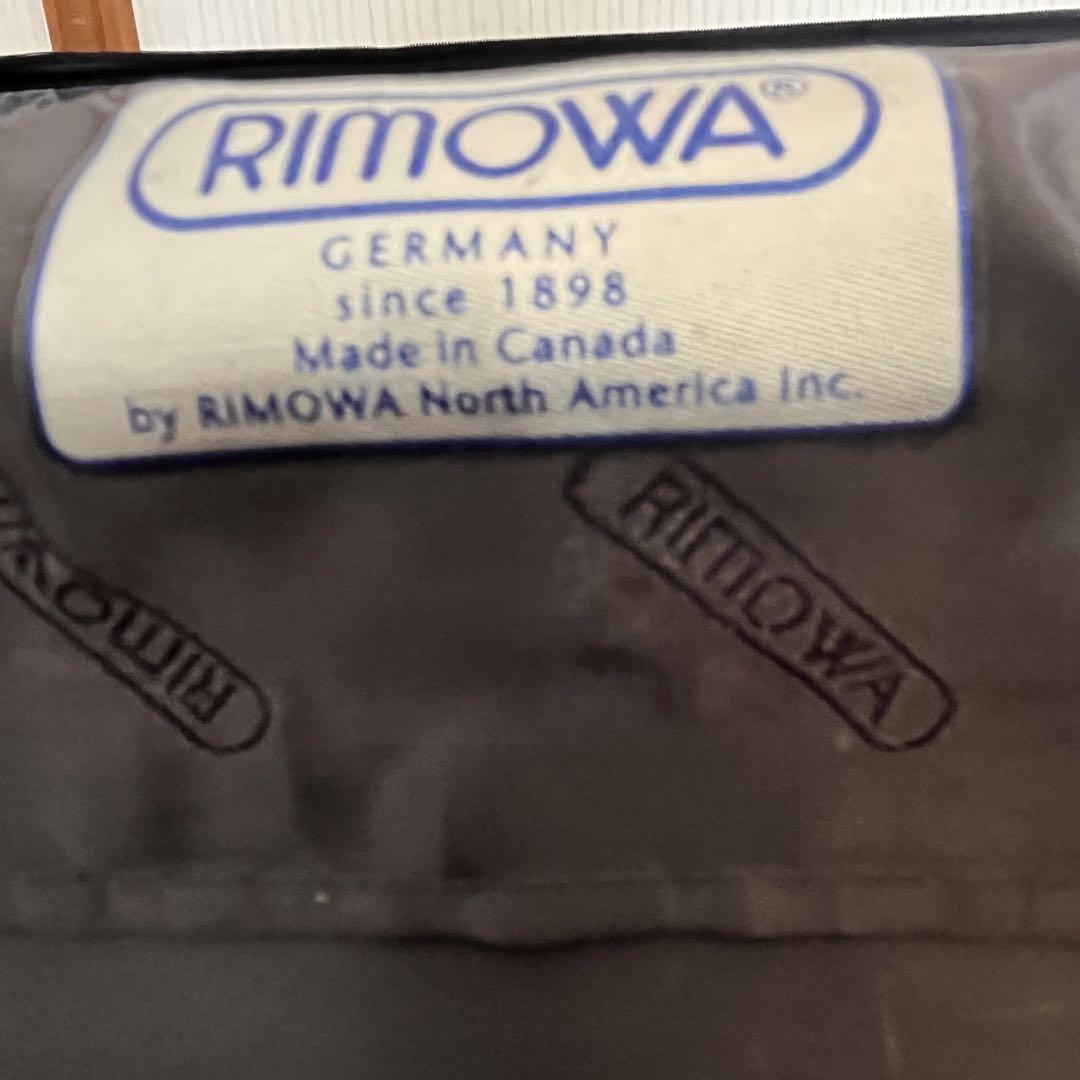 RIMOWA®
GERMANY
since 1898
Made in Canada
by RIMOWA North America Inc.
RIMOWA
RIMOWA